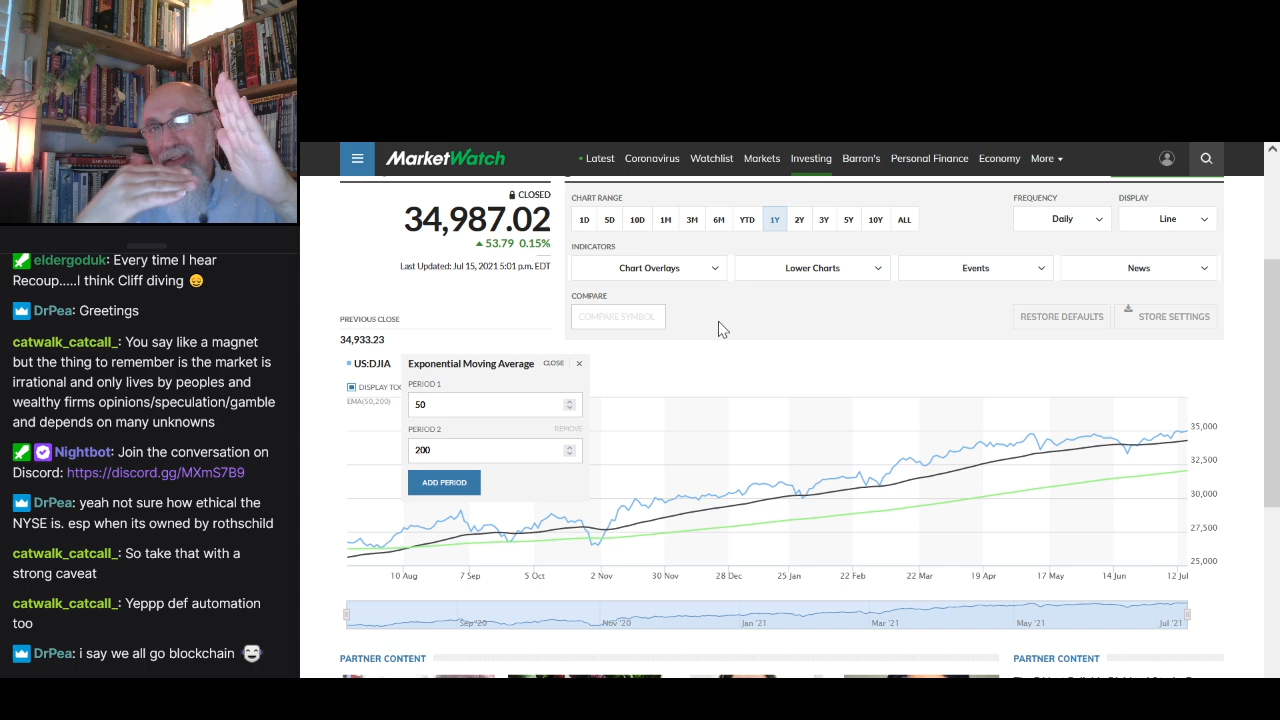 eldergoduk: Every time I hear
Recoup.....I think Cliff diving 😔
DrPea: Greetings
catwalk_catcall_: You say like a magnet
but the thing to remember is the market is
irrational and only lives by peoples and
wealthy firms opinions/speculation/gamble
and depends on many unknowns
Nightbot: Join the conversation on
Discord: https://discord.gg/MXmS7B9
DrPea: yeah not sure how ethical the
NYSE is. esp when its owned by rothschild
catwalk_catcall_: So take that with a
strong caveat
catwalk_catcall_: Yeppp def automation
too
DrPea: i say we all go blockchain
MarketWatch
Latest Coronavirus Watchlist Markets Investing Barron's Personal Finance Economy More
CLOSED
34,987.02
53.79 0.15%
Last Updated: Jul 15, 2021 5:01 p.m. EDT
PREVIOUS CLOSE
34,933.23
CHART RANGE
1D 5D 10D 1M 3M 6M YTD 1Y 2Y 3Y 5Y 10Y ALL
FREQUENCY
Daily
DISPLAY
Line
INDICATORS
Chart Overlays Lower Charts Events News
COMPARE
COMPARE SYMBOL
RESTORE DEFAULTS STORE SETTINGS
US:DJIA
DISPLAY TOO
EMA(50,200)
Exponential Moving Average CLOSE ×
PERIOD 1
50
PERIOD 2 REMOVE
200
ADD PERIOD
35,000
32,500
30,000
27,500
25,000
10 Aug 7 Sep 5 Oct 2 Nov 30 Nov 28 Dec 25 Jan 22 Feb 22 Mar 19 Apr 17 May 14 Jun 12 Jul
Sep '20 Nov '20 Jan '21 Mar '21 May '21 Jul '21
PARTNER CONTENT
PARTNER CONTENT